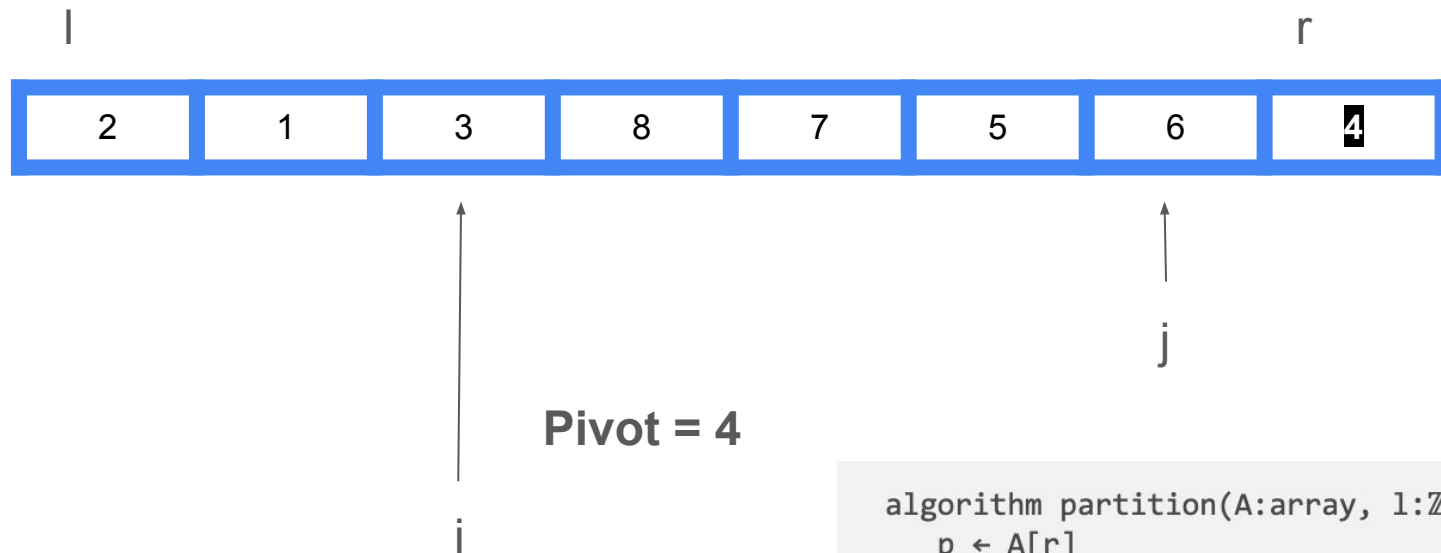 l r
2 1 3 8 7 5 6 4
j
Pivot = 4
algorithm partition(A:array, l:ℤ
i
p ← A[r]